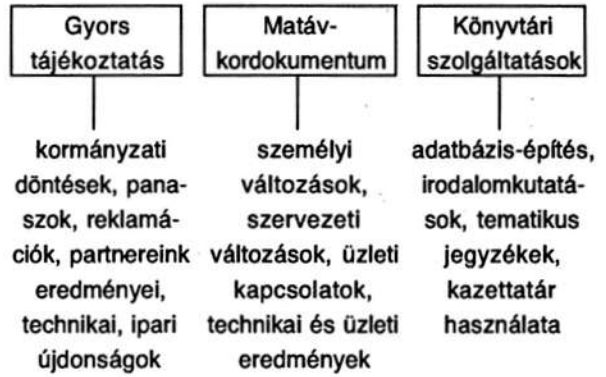 Gyors
tájékoztatás
kormányzati
döntések, pana-
szok, reklamá-
ciók, partnereink
eredményei,
technikai, ipari
újdonságok
Matáv-
kordokumentum
személyi
változások,
szervezeti
változások, üzleti
kapcsolatok,
technikai és üzleti
eredmények
Könyvtári
szolgáltatások
adatbázis-építés,
irodalomkutatá-
sok, tematikus
jegyzékek,
kazettatár
használata